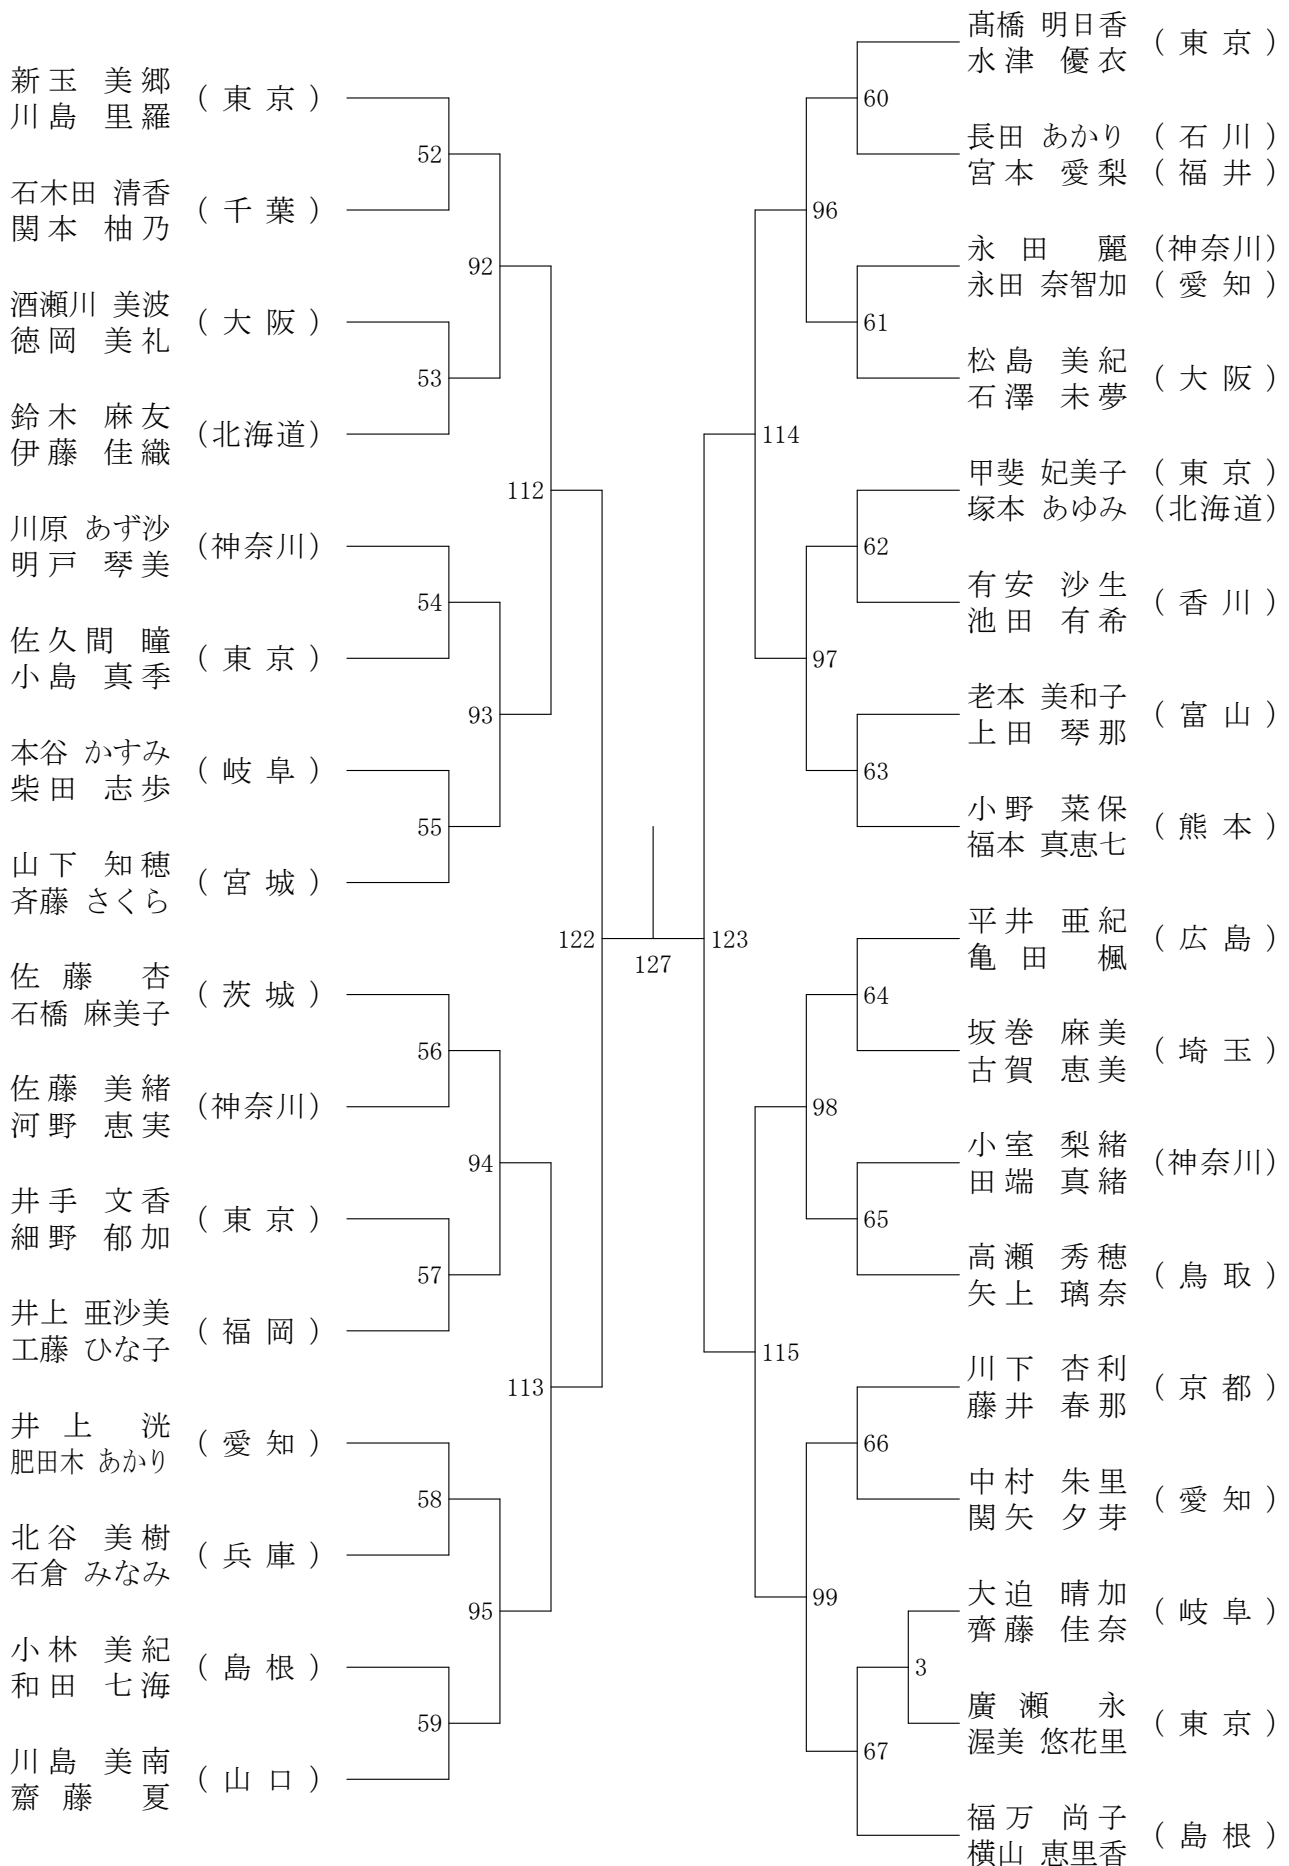 新玉 美郷
川島 里羅
(東京)
52
石木田 清香
関本 柚乃
(千葉)
92
酒瀬川 美波
徳岡 美礼
(大阪)
53
鈴木 麻友
伊藤 佳織
(北海道)
112
川原 あず沙
明戸 琴美
(神奈川)
54
佐久間 瞳
小島 真季
(東京)
93
本谷 かすみ
柴田 志歩
(岐阜)
55
山下 知穂
斉藤 さくら
(宮城)
122
127
佐藤 杏
石橋 麻美子
(茨城)
56
佐藤 美緒
河野 恵実
(神奈川)
94
井手 文香
細野 郁加
(東京)
57
井上 亜沙美
工藤 ひな子
(福岡)
113
井上 洸
肥田木 あかり
(愛知)
58
北谷 美樹
石倉 みなみ
(兵庫)
95
小林 美紀
和田 七海
(島根)
59
川島 美南
齋藤 夏
(山口)
髙橋 明日香
水津 優衣
(東京)
60
長田 あかり (石川)
宮本 愛梨 (福井)
96
永田 麗 (神奈川)
永田 奈智加 (愛知)
61
松島 美紀
石澤 未夢
(大阪)
114
甲斐 妃美子 (東京)
塚本 あゆみ (北海道)
62
有安 沙生
池田 有希
(香川)
97
老本 美和子
上田 琴那
(富山)
63
小野 菜保
福本 真恵七
(熊本)
123
平井 亜紀
亀田 楓
(広島)
64
坂巻 麻美
古賀 恵美
(埼玉)
98
小室 梨緒
田端 真緒
(神奈川)
65
高瀬 秀穂
矢上 璃奈
(鳥取)
115
川下 杏利
藤井 春那
(京都)
66
中村 朱里
関矢 夕芽
(愛知)
99
大迫 晴加
齊藤 佳奈
(岐阜)
3
廣瀬 永
渥美 悠花里
(東京)
67
福万 尚子
横山 恵里香
(島根)